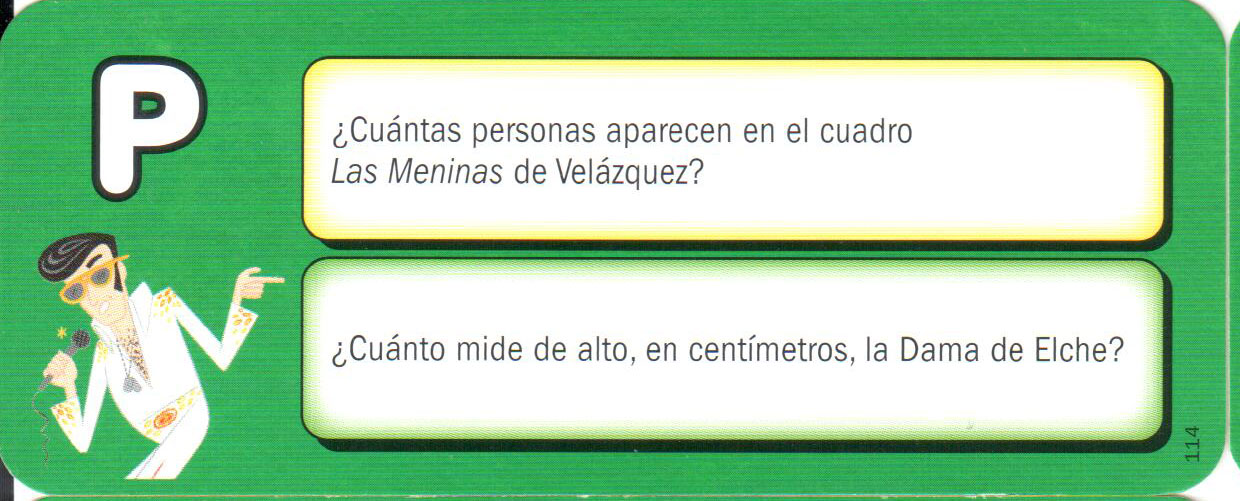 P
¿Cuántas personas aparecen en el cuadro
Las Meninas de Velázquez?
¿Cuánto mide de alto, en centímetros, la Dama de Elche?
114